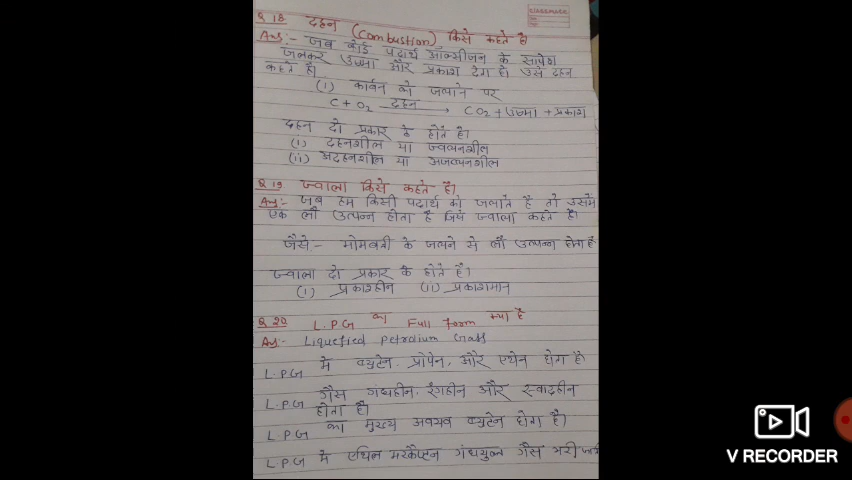 CLASSMATE
Q 18. दहन (Combustion) किसे कहते है।
Ans:- जब कोई पदार्थ ऑक्सीजन के सापेक्ष
जलकर उष्मा और प्रकाश देता हो उसे दहन
कहते है।
(i) कार्बन को जलाने पर
C + O2 दहन → CO2 + उष्मा + प्रकाश
दहन दो प्रकार के होते है।
(i) दहनशील या ज्वलनशील
(ii) अदहनशील या अज्वलनशील
Q 19. ज्वाला किसे कहते है।
Ans:- जब हम किसी पदार्थ को जलाते है तो उसमें
एक लौ उत्पन्न होता है जिसे ज्वाला कहते है।
जैसे:- मोमबत्ती के जलने से लौ उत्पन्न होता है
ज्वाला दो प्रकार के होते है।
(i) प्रकाशहीन (ii) प्रकाशमान
Q 20. L.P.G का Full form क्या है
Ans:- Liquefied Petrolium Gass
L.P.G में ब्युटेन, प्रोपेन, और एथेन होता है।
L.P.G गैस गंधहीन, रंगहीन और स्वादहीन
होता है।
L.P.G का मुख्य अवयव ब्युटेन होता है।
L.P.G में एथिल मरकैप्टन गंधयुक्त गैस भरी
V RECORDER